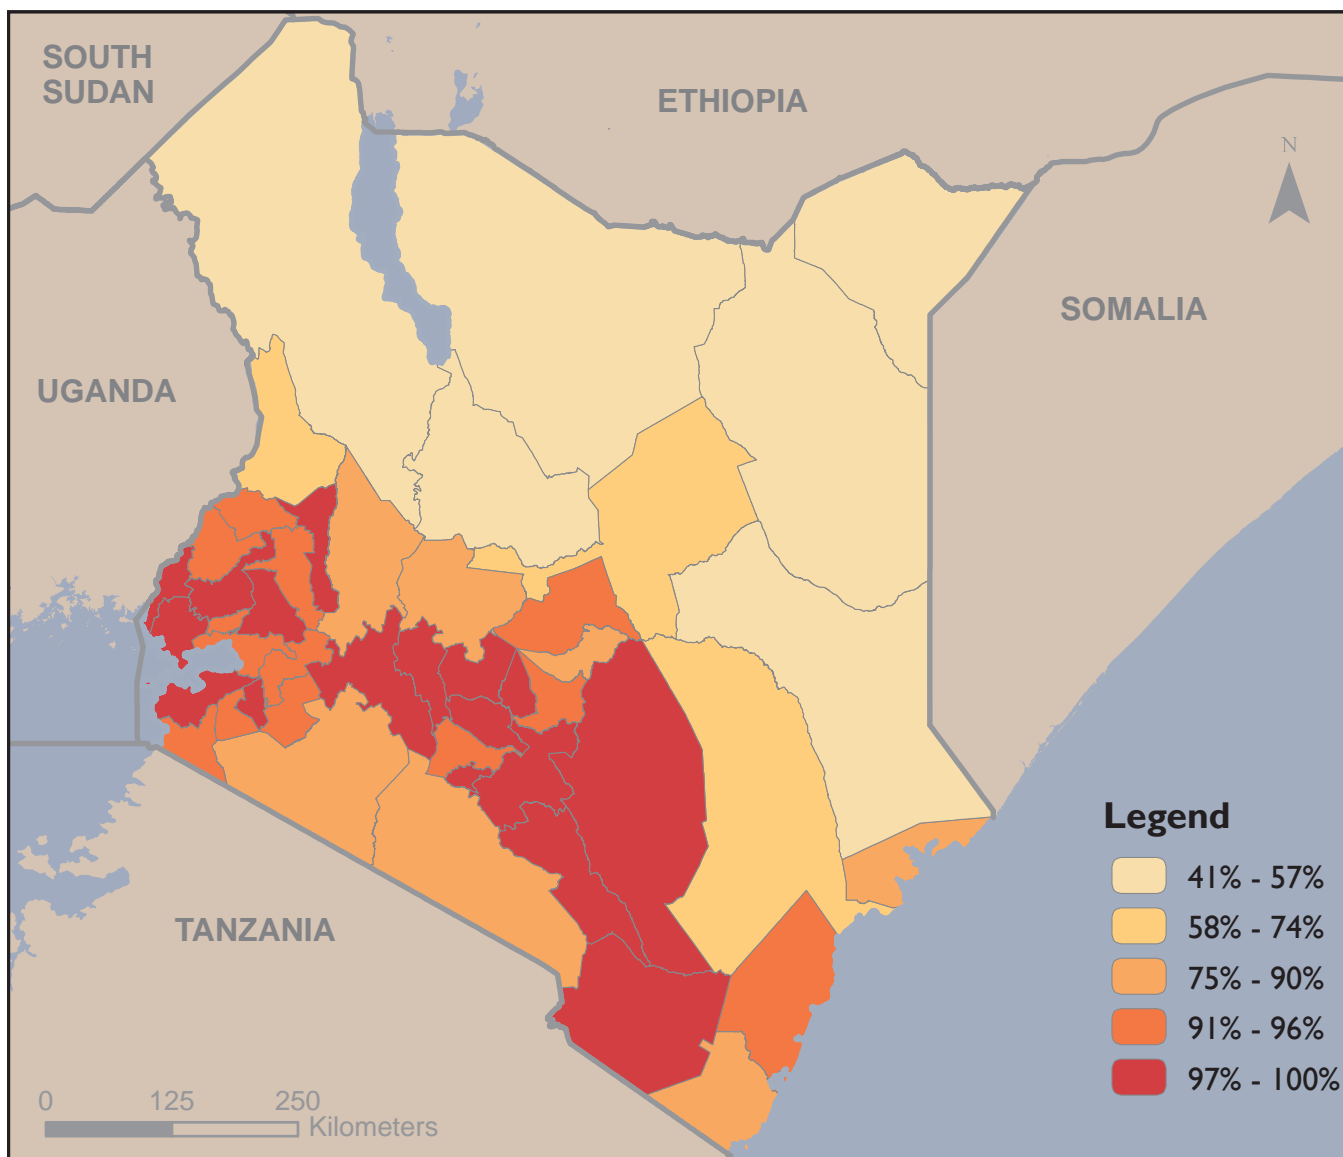 SOUTH
SUDAN
ETHIOPIA
N
SOMALIA
UGANDA
TANZANIA
Legend
41% - 57%
58% - 74%
75% - 90%
91% - 96%
97% - 100%
0 125 250
Kilometers